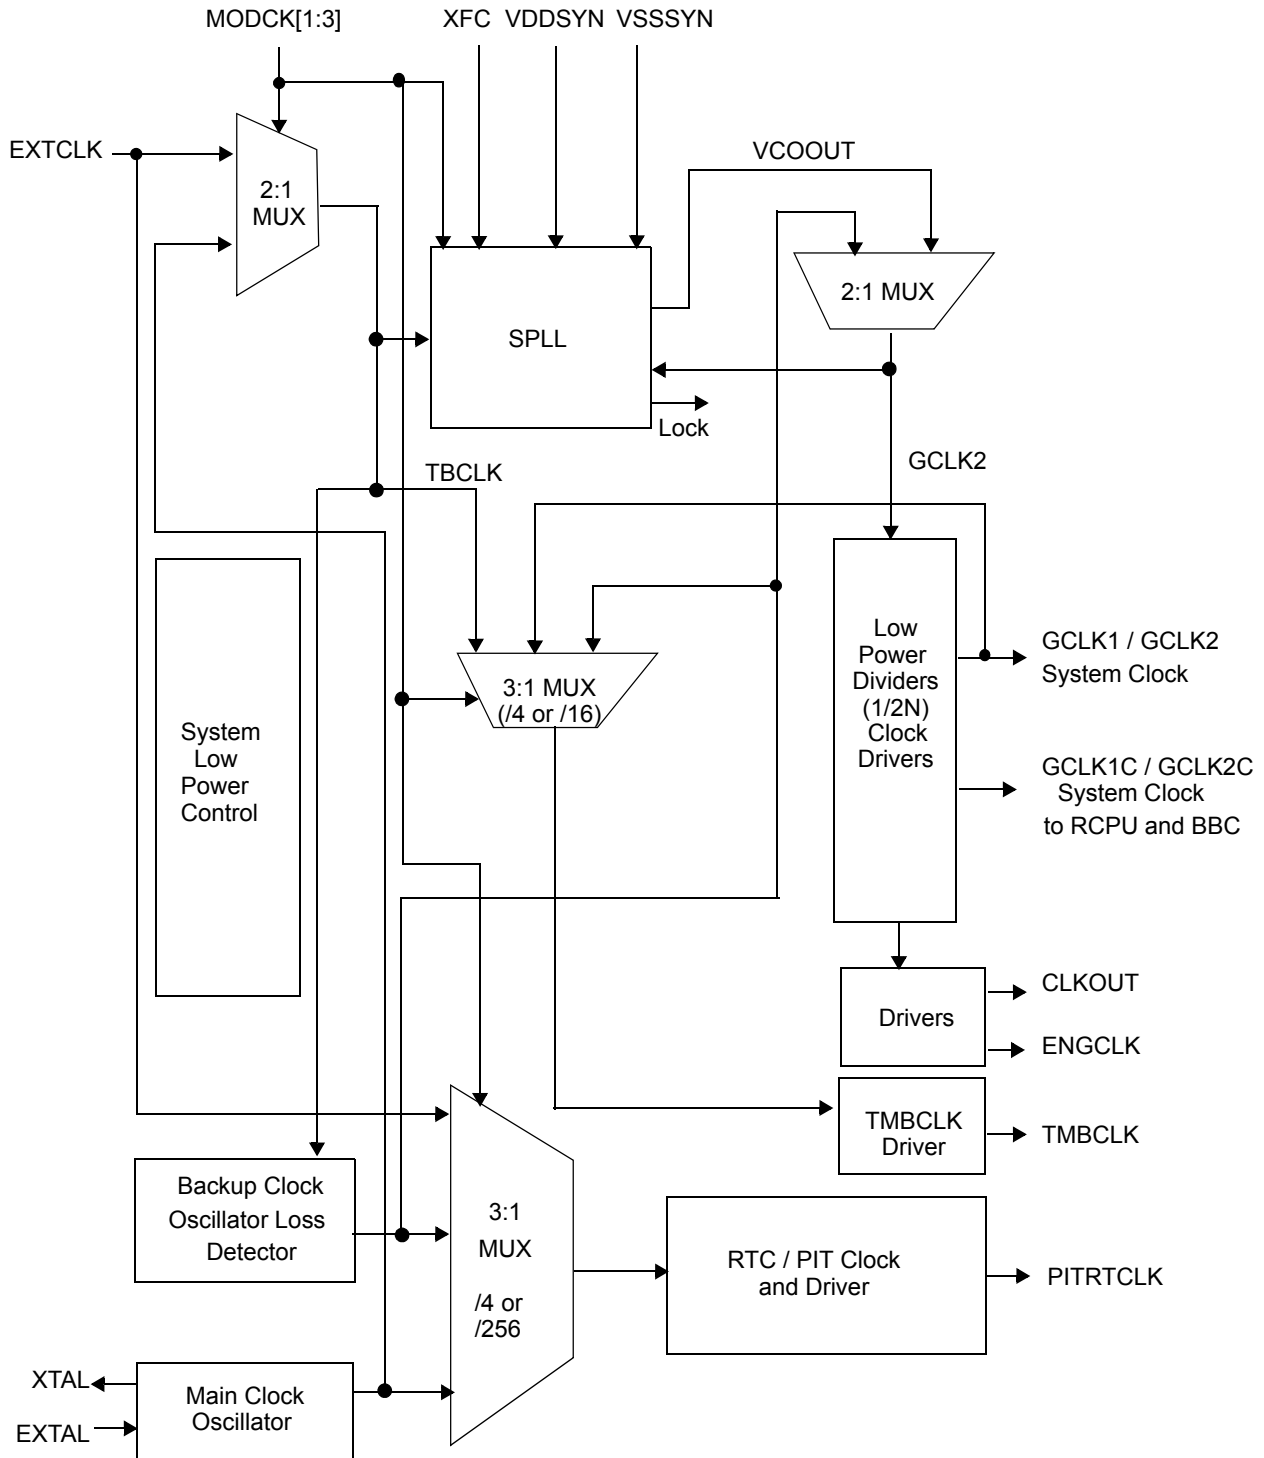 MODCK[1:3]
XFC VDDSYN VSSSYN
EXTCLK
2:1
MUX
VCOOUT
2:1 MUX
SPLL
Lock
GCLK2
TBCLK
3:1 MUX
(/4 or /16)
Low
Power
Dividers
(1/2N)
Clock
Drivers
GCLK1 / GCLK2
System Clock
GCLK1C / GCLK2C
System Clock
to RCPU and BBC
System
Low
Power
Control
Drivers
CLKOUT
ENGCLK
TMBCLK
Driver
TMBCLK
Backup Clock
Oscillator Loss
Detector
3:1
MUX
/4 or
/256
RTC / PIT Clock
and Driver
PITRTCLK
XTAL
EXTAL
Main Clock
Oscillator